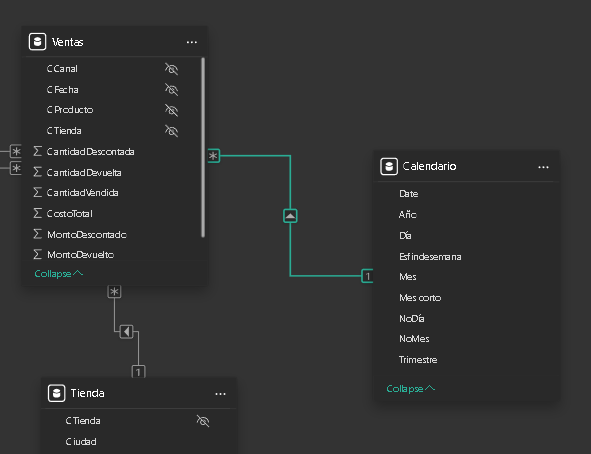 Ventas
CCanal
CFecha
CProducto
CTienda
CantidadDescontada
CantidadDevuelta
CantidadVendida
CostoTotal
MontoDescontado
MontoDevuelto
Collapse
Calendario
Date
Año
Día
Esfindesemana
Mes
Mes corto
NoDía
NoMes
Trimestre
Collapse
*
*
*
1
*
1
Tienda
CTienda
Ciudad